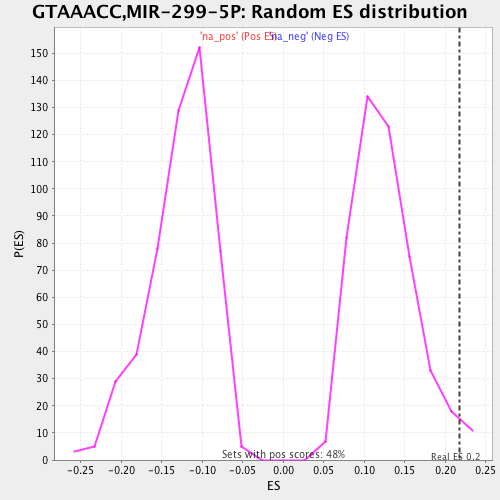 GTAAACC,MIR-299-5P: Random ES distribution
'na_pos' (Pos ES) 'na_neg' (Neg ES)
150
140
130
120
110
100
90
80
70
60
50
40
30
20
10
0
P(ES)
Sets with pos scores: 48%
Real ES 0.2
-0.25 -0.20 -0.15 -0.10 -0.05 0.00 0.05 0.10 0.15 0.20 0.25
ES